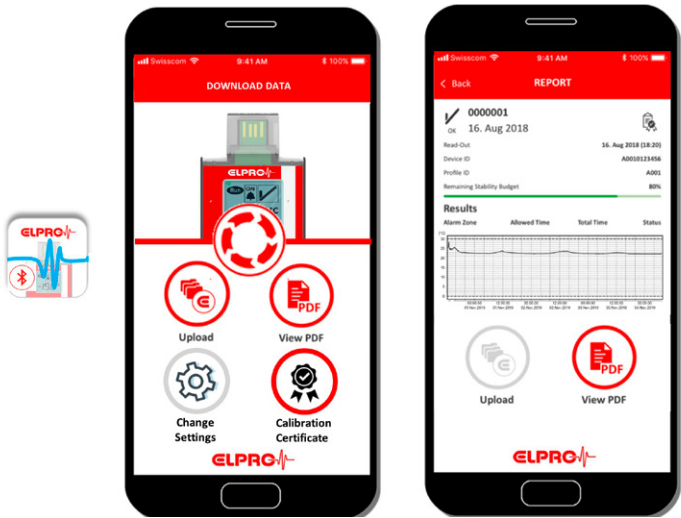 ELPRO
Swisscom 9:41 AM 100%
DOWNLOAD DATA
ELPRO
Run ON
°C
Upload View PDF
PDF
Change Settings
Calibration Certificate
ELPRO
Swisscom 9:41 AM 100%
< Back REPORT
0000001
OK 16. Aug 2018
Read-Out 16. Aug 2018 (18:20)
Device ID A0010123456
Profile ID A001
Remaining Stability Budget 80%
Results
Alarm Zone Allowed Time Total Time Status
PDF
Upload View PDF
ELPRO